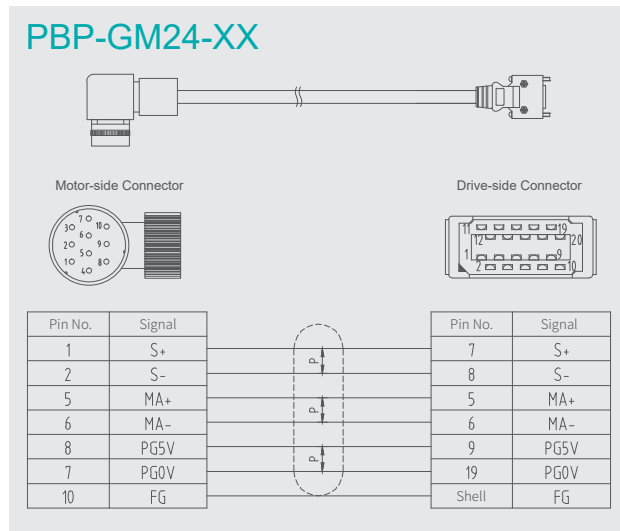 PBP-GM24-XX
Motor-side Connector
Drive-side Connector
7
3 10
6
2 9
5
1 8
4
11 19
12 20
1 9
2 10
Pin No. Signal Pin No. Signal
1 S+ P 7 S+
2 S- 8 S-
5 MA+ P 5 MA+
6 MA- 6 MA-
8 PG5V P 9 PG5V
7 PG0V 19 PG0V
10 FG Shell FG